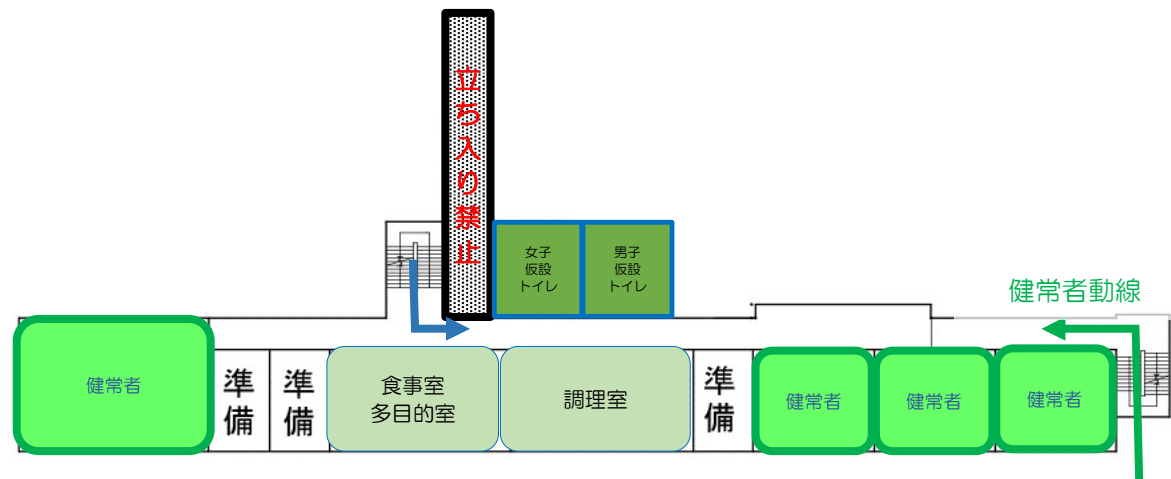 立ち入り禁止
女子
仮設
トイレ
男子
仮設
トイレ
健常者動線
健常者
準備
準備
食事室
多目的室
調理室
準備
健常者
健常者
健常者